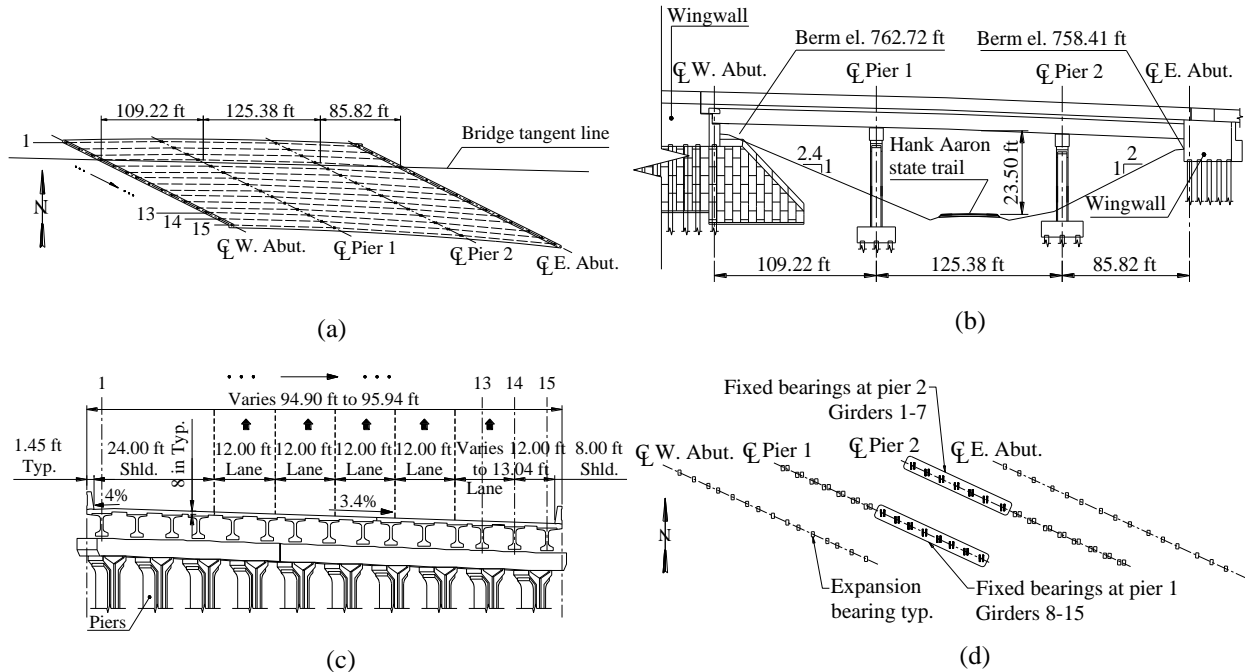 109.22 ft
125.38 ft
85.82 ft
Bridge tangent line
1
N
13
14
15
℄ W. Abut.
℄ Pier 1
℄ Pier 2
℄ E. Abut.
(a)
Wingwall
Berm el. 762.72 ft
Berm el. 758.41 ft
℄ W. Abut.
℄ Pier 1
℄ Pier 2
℄ E. Abut.
Hank Aaron
state trail
2.4
1
23.50 ft
2
1
Wingwall
109.22 ft
125.38 ft
85.82 ft
(b)
1
13
14
15
Varies 94.90 ft to 95.94 ft
1.45 ft
Typ.
24.00 ft
Shld.
8 in Typ.
12.00 ft
Lane
12.00 ft
Lane
12.00 ft
Lane
12.00 ft
Lane
Varies 12.00 ft
to 13.04 ft
Lane
8.00 ft
Shld.
4%
3.4%
Piers
(c)
Fixed bearings at pier 2
Girders 1-7
℄ W. Abut.
℄ Pier 1
℄ Pier 2
℄ E. Abut.
N
Expansion
bearing typ.
Fixed bearings at pier 1
Girders 8-15
(d)